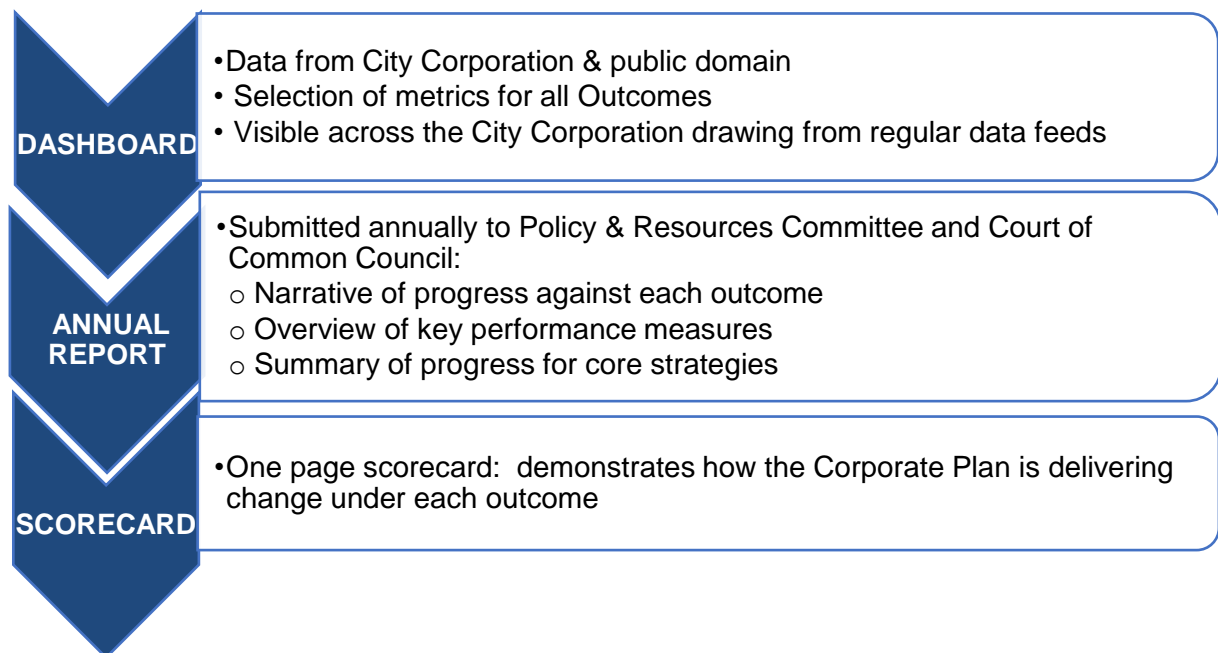 DASHBOARD
•Data from City Corporation & public domain
• Selection of metrics for all Outcomes
• Visible across the City Corporation drawing from regular data feeds
ANNUAL
REPORT
•Submitted annually to Policy & Resources Committee and Court of
Common Council:
o Narrative of progress against each outcome
o Overview of key performance measures
o Summary of progress for core strategies
SCORECARD
•One page scorecard:  demonstrates how the Corporate Plan is delivering
change under each outcome